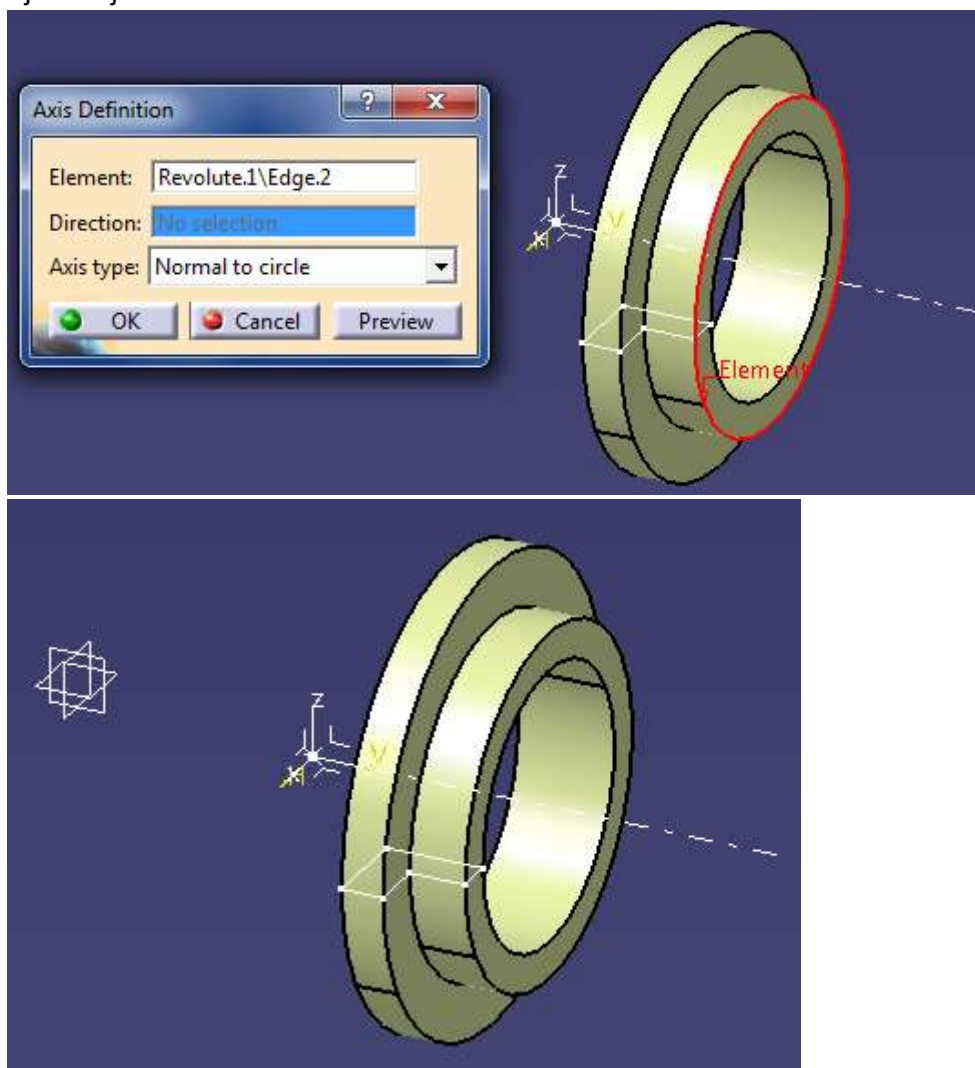 Axis Definition
?
X
Element: Revolute.1\Edge.2
Direction: No selection
Axis type: Normal to circle
OK
Cancel
Preview
z
y
x
Element
z
y
x